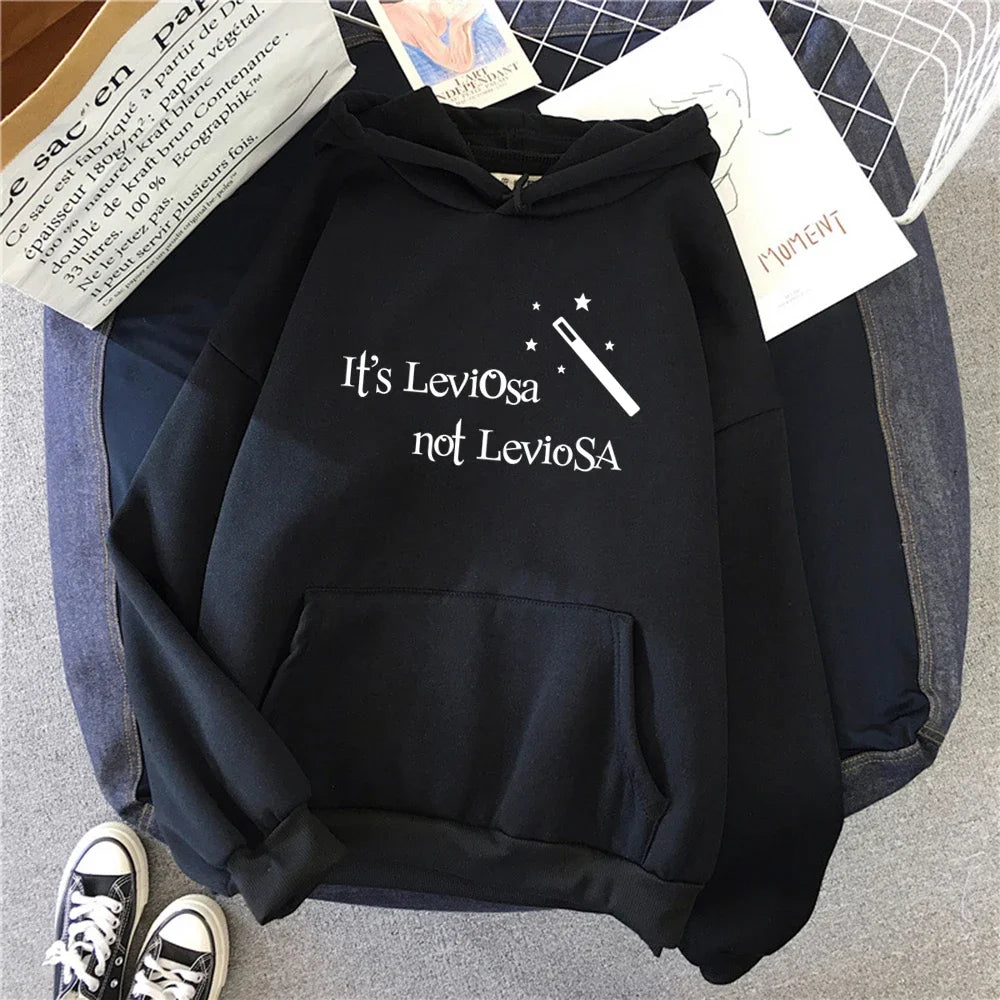 Le sac en pap
Ce sac est fabriqué à partir de
épaisseur 180g/m²: papier végétal.
100 % naturel. Kraft blanc
doublé de kraft brun Contenance
33 litres. 100 % Ecographik™
Ne le jetez pas.
il peut servir plusieurs fois.
L'ART
INDÉPENDANT
MOMENT
It's LeviOsa
not LevioSA